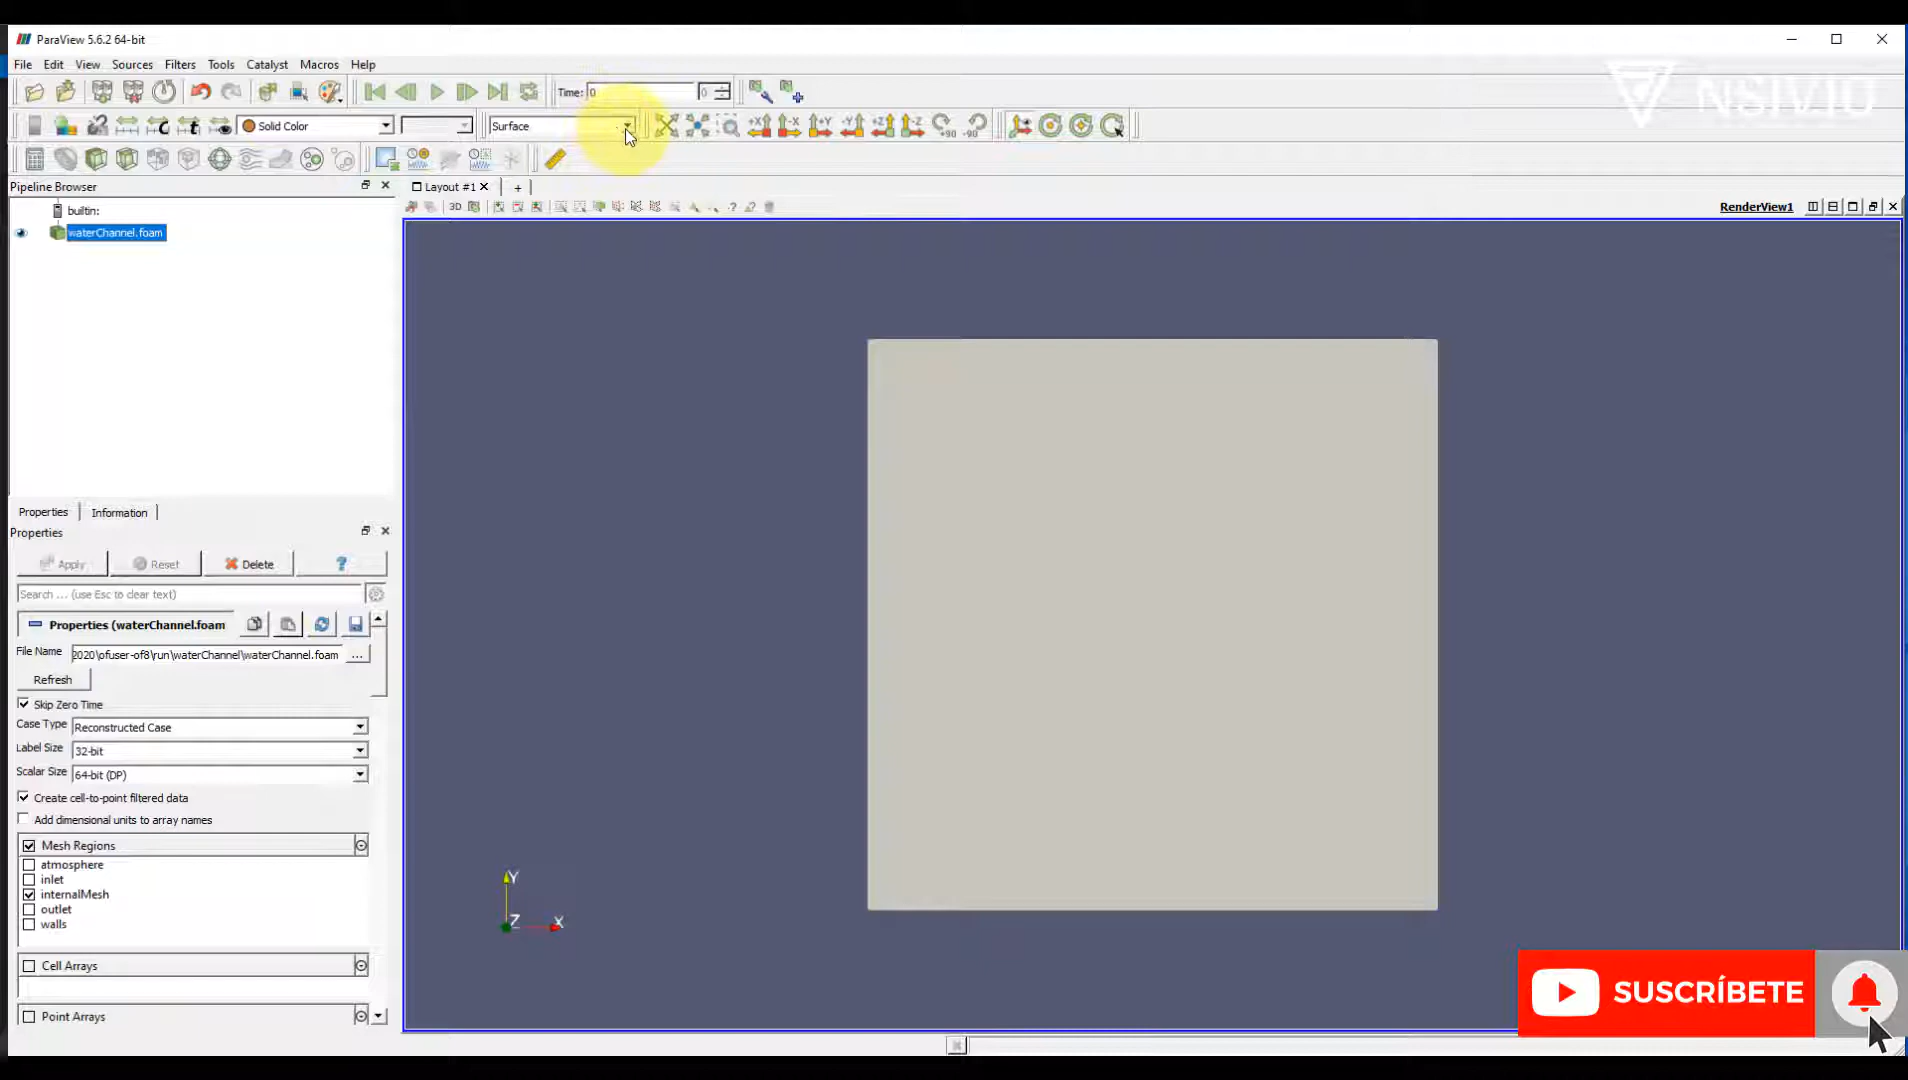 ParaView 5.6.2 64-bit
File Edit View Sources Filters Tools Catalyst Macros Help
Time: 0 0
Solid Color Surface +X -X +Y -Y +Z -Z +90 -90
Pipeline Browser
Layout #1
3D RenderView1
builtin:
waterChannel.foam
Properties Information
Properties
Apply Reset Delete ?
Search ... (use Esc to clear text)
Properties (waterChannel.foam
File Name 2020\ofuser-of8\run\waterChannel\waterChannel.foam ...
Refresh
Skip Zero Time
Case Type Reconstructed Case
Label Size 32-bit
Scalar Size 64-bit (DP)
Create cell-to-point filtered data
Add dimensional units to array names
Mesh Regions
atmosphere
inlet
internalMesh
outlet
walls
Cell Arrays
Point Arrays
Y
Z X
SUSCRÍBETE